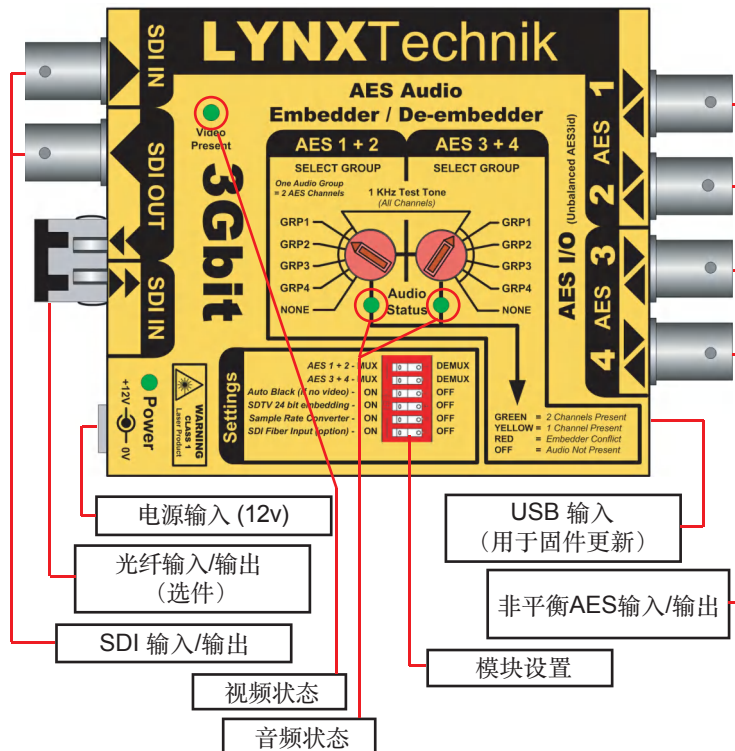 LYNXTechnik
SDI IN
SDI OUT
SDI IN
Video
Present
3Gbit
AES Audio
Embedder / De-embedder
AES 1 + 2
AES 3 + 4
SELECT GROUP
SELECT GROUP
One Audio Group
= 2 AES Channels
1 KHz Test Tone
(All Channels)
GRP1
GRP2
GRP3
GRP4
NONE
GRP1
GRP2
GRP3
GRP4
NONE
Audio
Status
AES I/O (Unbalanced AES3id)
AES 1
2
AES 3
4
+12V
0V
Power
WARNING
CLASS 1
Laser Product
Settings
AES 1 + 2 - MUX DEMUX
AES 3 + 4 - MUX DEMUX
Auto Black (if no video) - ON OFF
SDTV 24 bit embedding - ON OFF
Sample Rate Converter - ON OFF
SDI Fiber Input (option) - ON OFF
GREEN = 2 Channels Present
YELLOW = 1 Channel Present
RED = Embedder Conflict
OFF = Audio Not Present
电源输入 (12v)
光纤输入/输出
（选件）
SDI 输入/输出
视频状态
音频状态
USB 输入
（用于固件更新）
非平衡AES输入/输出
模块设置